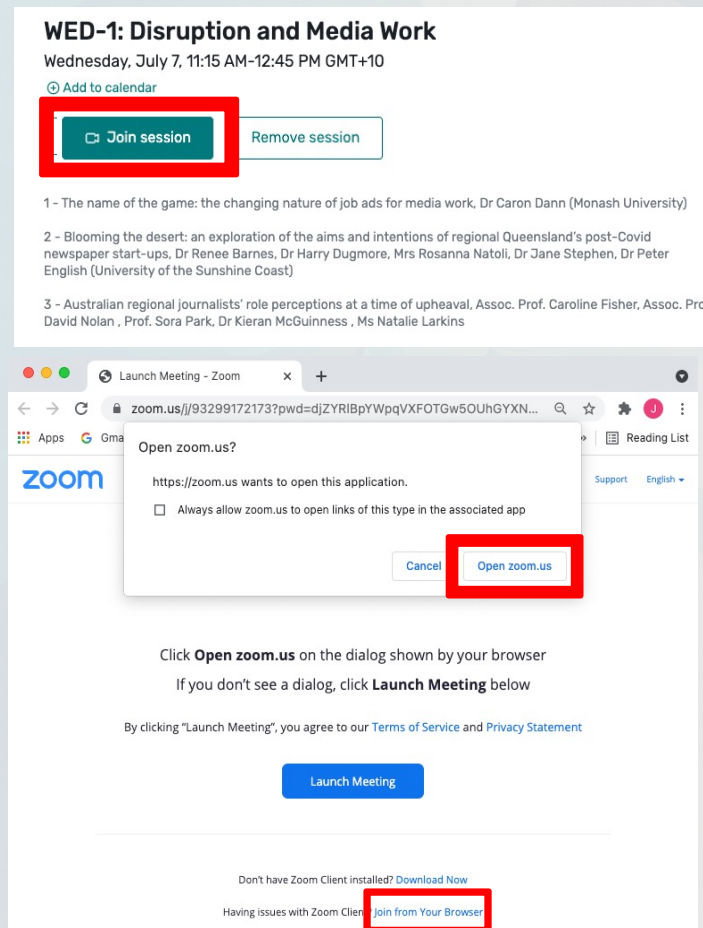 WED-1: Disruption and Media Work
Wednesday, July 7, 11:15 AM-12:45 PM GMT+10
Add to calendar
Join session
Remove session
1 - The name of the game: the changing nature of job ads for media work, Dr Caron Dann (Monash University)
2 - Blooming the desert: an exploration of the aims and intentions of regional Queensland's post-Covid
newspaper start-ups, Dr Renee Barnes, Dr Harry Dugmore, Mrs Rosanna Natoli, Dr Jane Stephen, Dr Peter
English (University of the Sunshine Coast)
3 - Australian regional journalists' role perceptions at a time of upheaval, Assoc. Prof. Caroline Fisher, Assoc. Pro
David Nolan , Prof. Sora Park, Dr Kieran McGuinness , Ms Natalie Larkins
Launch Meeting - Zoom
zoom.us/j/93299172173?pwd=djZYRlBpYWpqVXFOTGw5OUhGYXN...
J
Apps G Gma » Reading List
Open zoom.us?
zoom
https://zoom.us wants to open this application.
Support English
Always allow zoom.us to open links of this type in the associated app
Cancel
Open zoom.us
Click Open zoom.us on the dialog shown by your browser
If you don't see a dialog, click Launch Meeting below
By clicking "Launch Meeting", you agree to our Terms of Service and Privacy Statement
Launch Meeting
Don't have Zoom Client installed? Download Now
Having issues with Zoom Clien Join from Your Browser